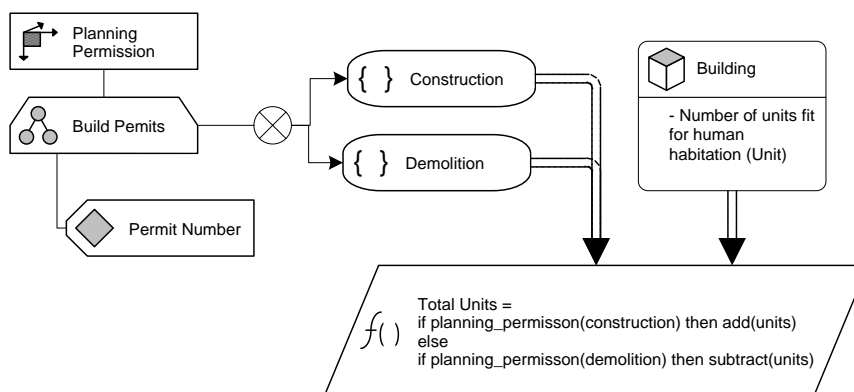 Planning
Permission
Build Pemits
Permit Number
{ } Construction
{ } Demolition
Building
- Number of units fit
for human
habitation (Unit)
f() Total Units =
if planning_permisson(construction) then add(units)
else
if planning_permisson(demolition) then subtract(units)